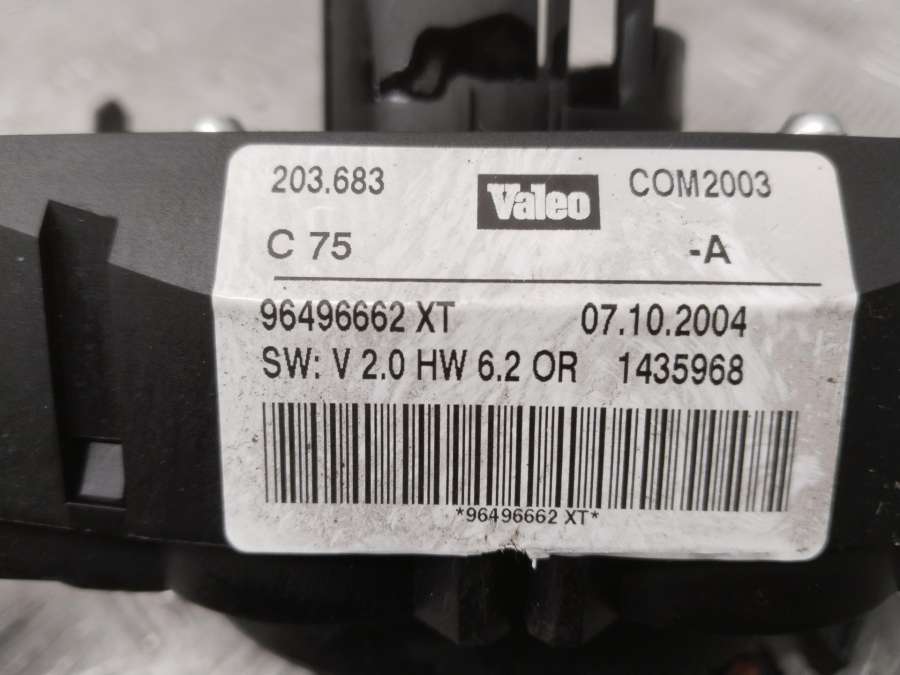 203.683 Valeo COM2003
C 75 -A
96496662 XT 07.10.2004
SW: V 2.0 HW 6.2 OR 1435968
*96496662 XT*